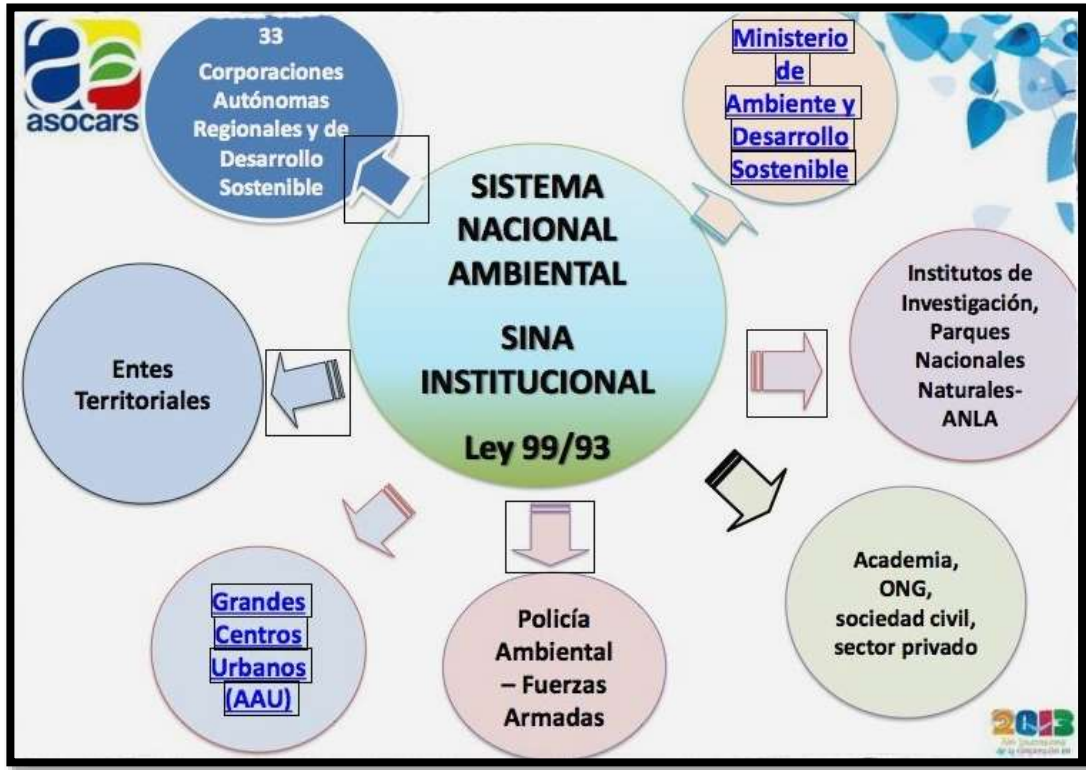 asocars
33
Corporaciones
Autónomas
Regionales y de
Desarrollo
Sostenible
Ministerio
de
Ambiente y
Desarrollo
Sostenible
SISTEMA
NACIONAL
AMBIENTAL
SINA
INSTITUCIONAL
Ley 99/93
Institutos de
Investigación,
Parques
Nacionales
Naturales-
ANLA
Entes
Territoriales
Academia,
ONG,
sociedad civil,
sector privado
Grandes
Centros
Urbanos
(AAU)
Policía
Ambiental
– Fuerzas
Armadas
2013